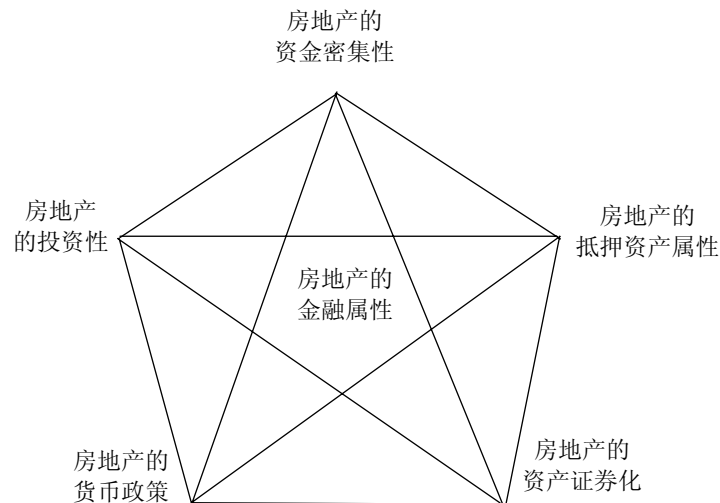 房地产的
资金密集性
房地产
的投资性
房地产的
抵押资产属性
房地产的
金融属性
房地产的
货币政策
房地产的
资产证券化